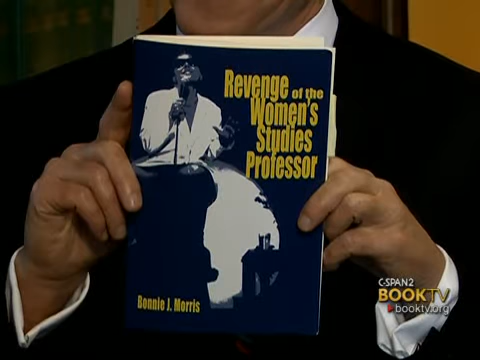 Revenge of the
Women's
Studies
Professor
Bonnie J. Morris
C-SPAN2
BOOKTV
booktv.org